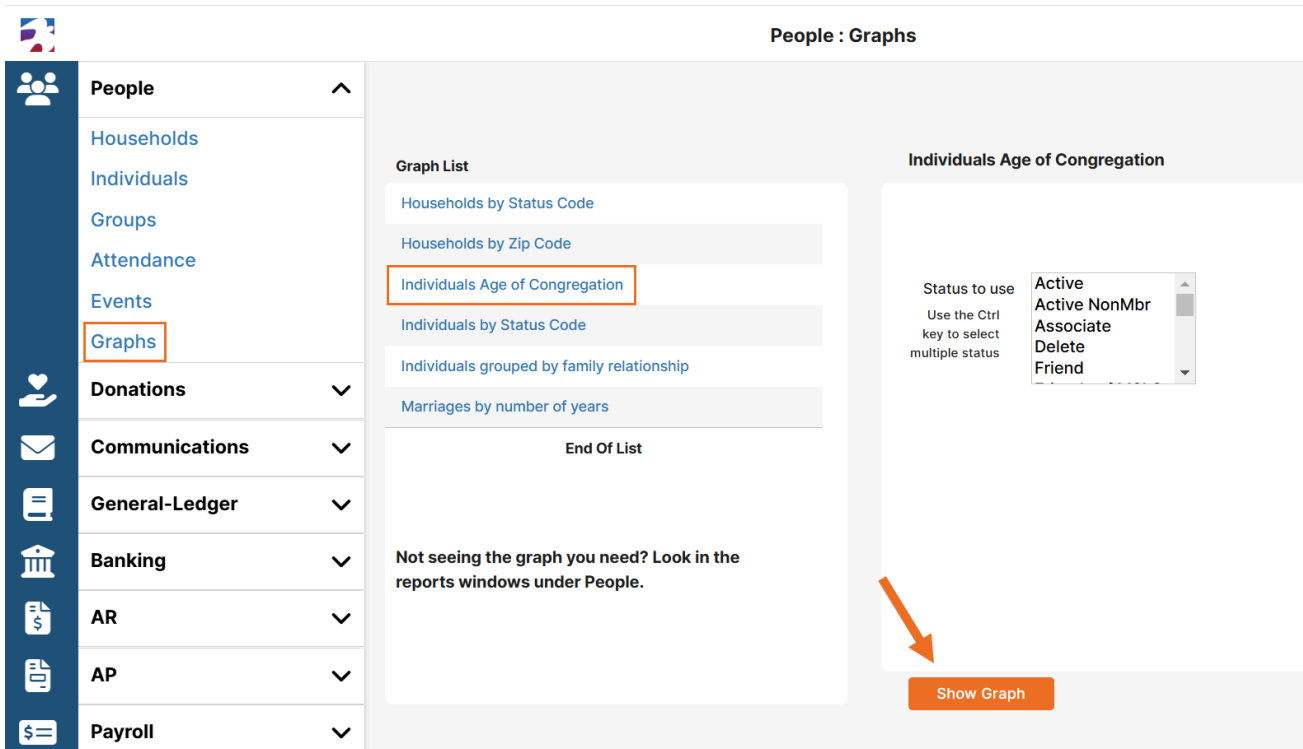 People : Graphs
People
Households
Individuals
Groups
Attendance
Events
Graphs
Donations
Communications
General-Ledger
Banking
AR
AP
Payroll
Graph List
Households by Status Code
Households by Zip Code
Individuals Age of Congregation
Individuals by Status Code
Individuals grouped by family relationship
Marriages by number of years
End Of List
Not seeing the graph you need? Look in the
reports windows under People.
Individuals Age of Congregation
Status to use
Use the Ctrl
key to select
multiple status
Active
Active NonMbr
Associate
Delete
Friend
Show Graph